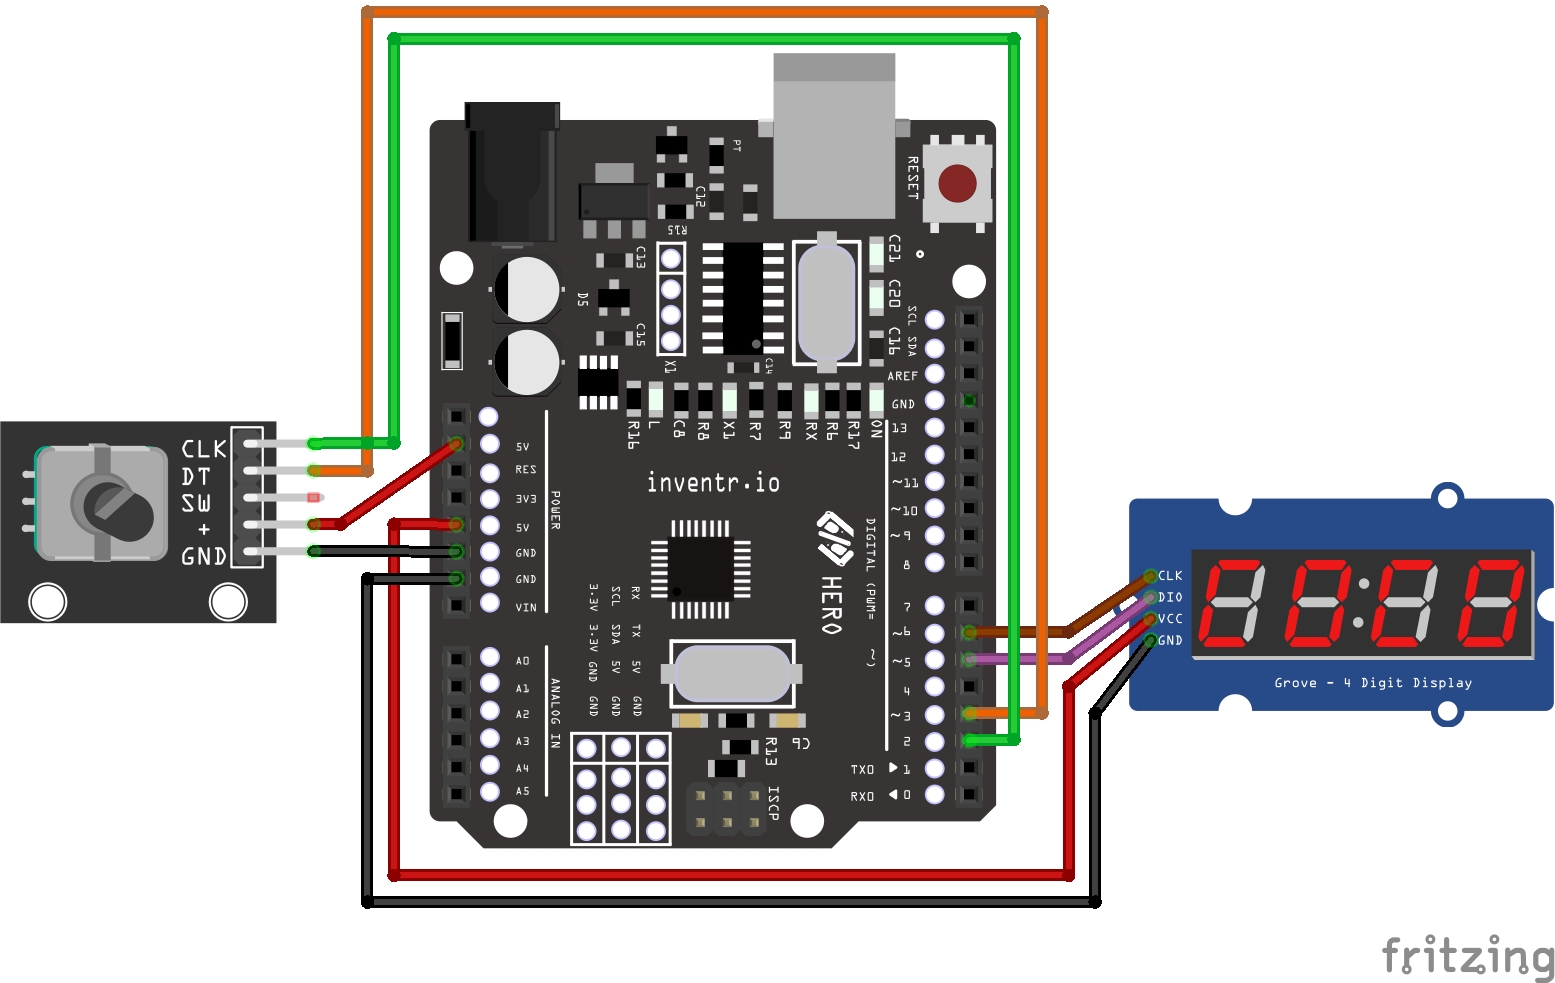 CLK
DT
SW
+
GND
PT
C12
R15
C13
D5
C15
X1
C14
RESET
C21
C20
C16
SCL
SDA
AREF
GND
13
12
~11
~10
~9
8
7
~6
~5
4
~3
2
TX0 ▶ 1
RX0 ◀ 0
R16
L
C8
R8
X1
R7
R9
RX
R6
R17
ON
inventr.io
HERO
DIGITAL (PWM= ~)
5V
RES
3V3
5V
GND
GND
VIN
POWER
3.3V 3.3V GND GND
SCL SDA 5V GND
RX TX 5V GND
A0
A1
A2
A3
A4
A5
ANALOG IN
R13
C6
ISCP
CLK
DIO
VCC
GND
Grove - 4 Digit Display
fritzing